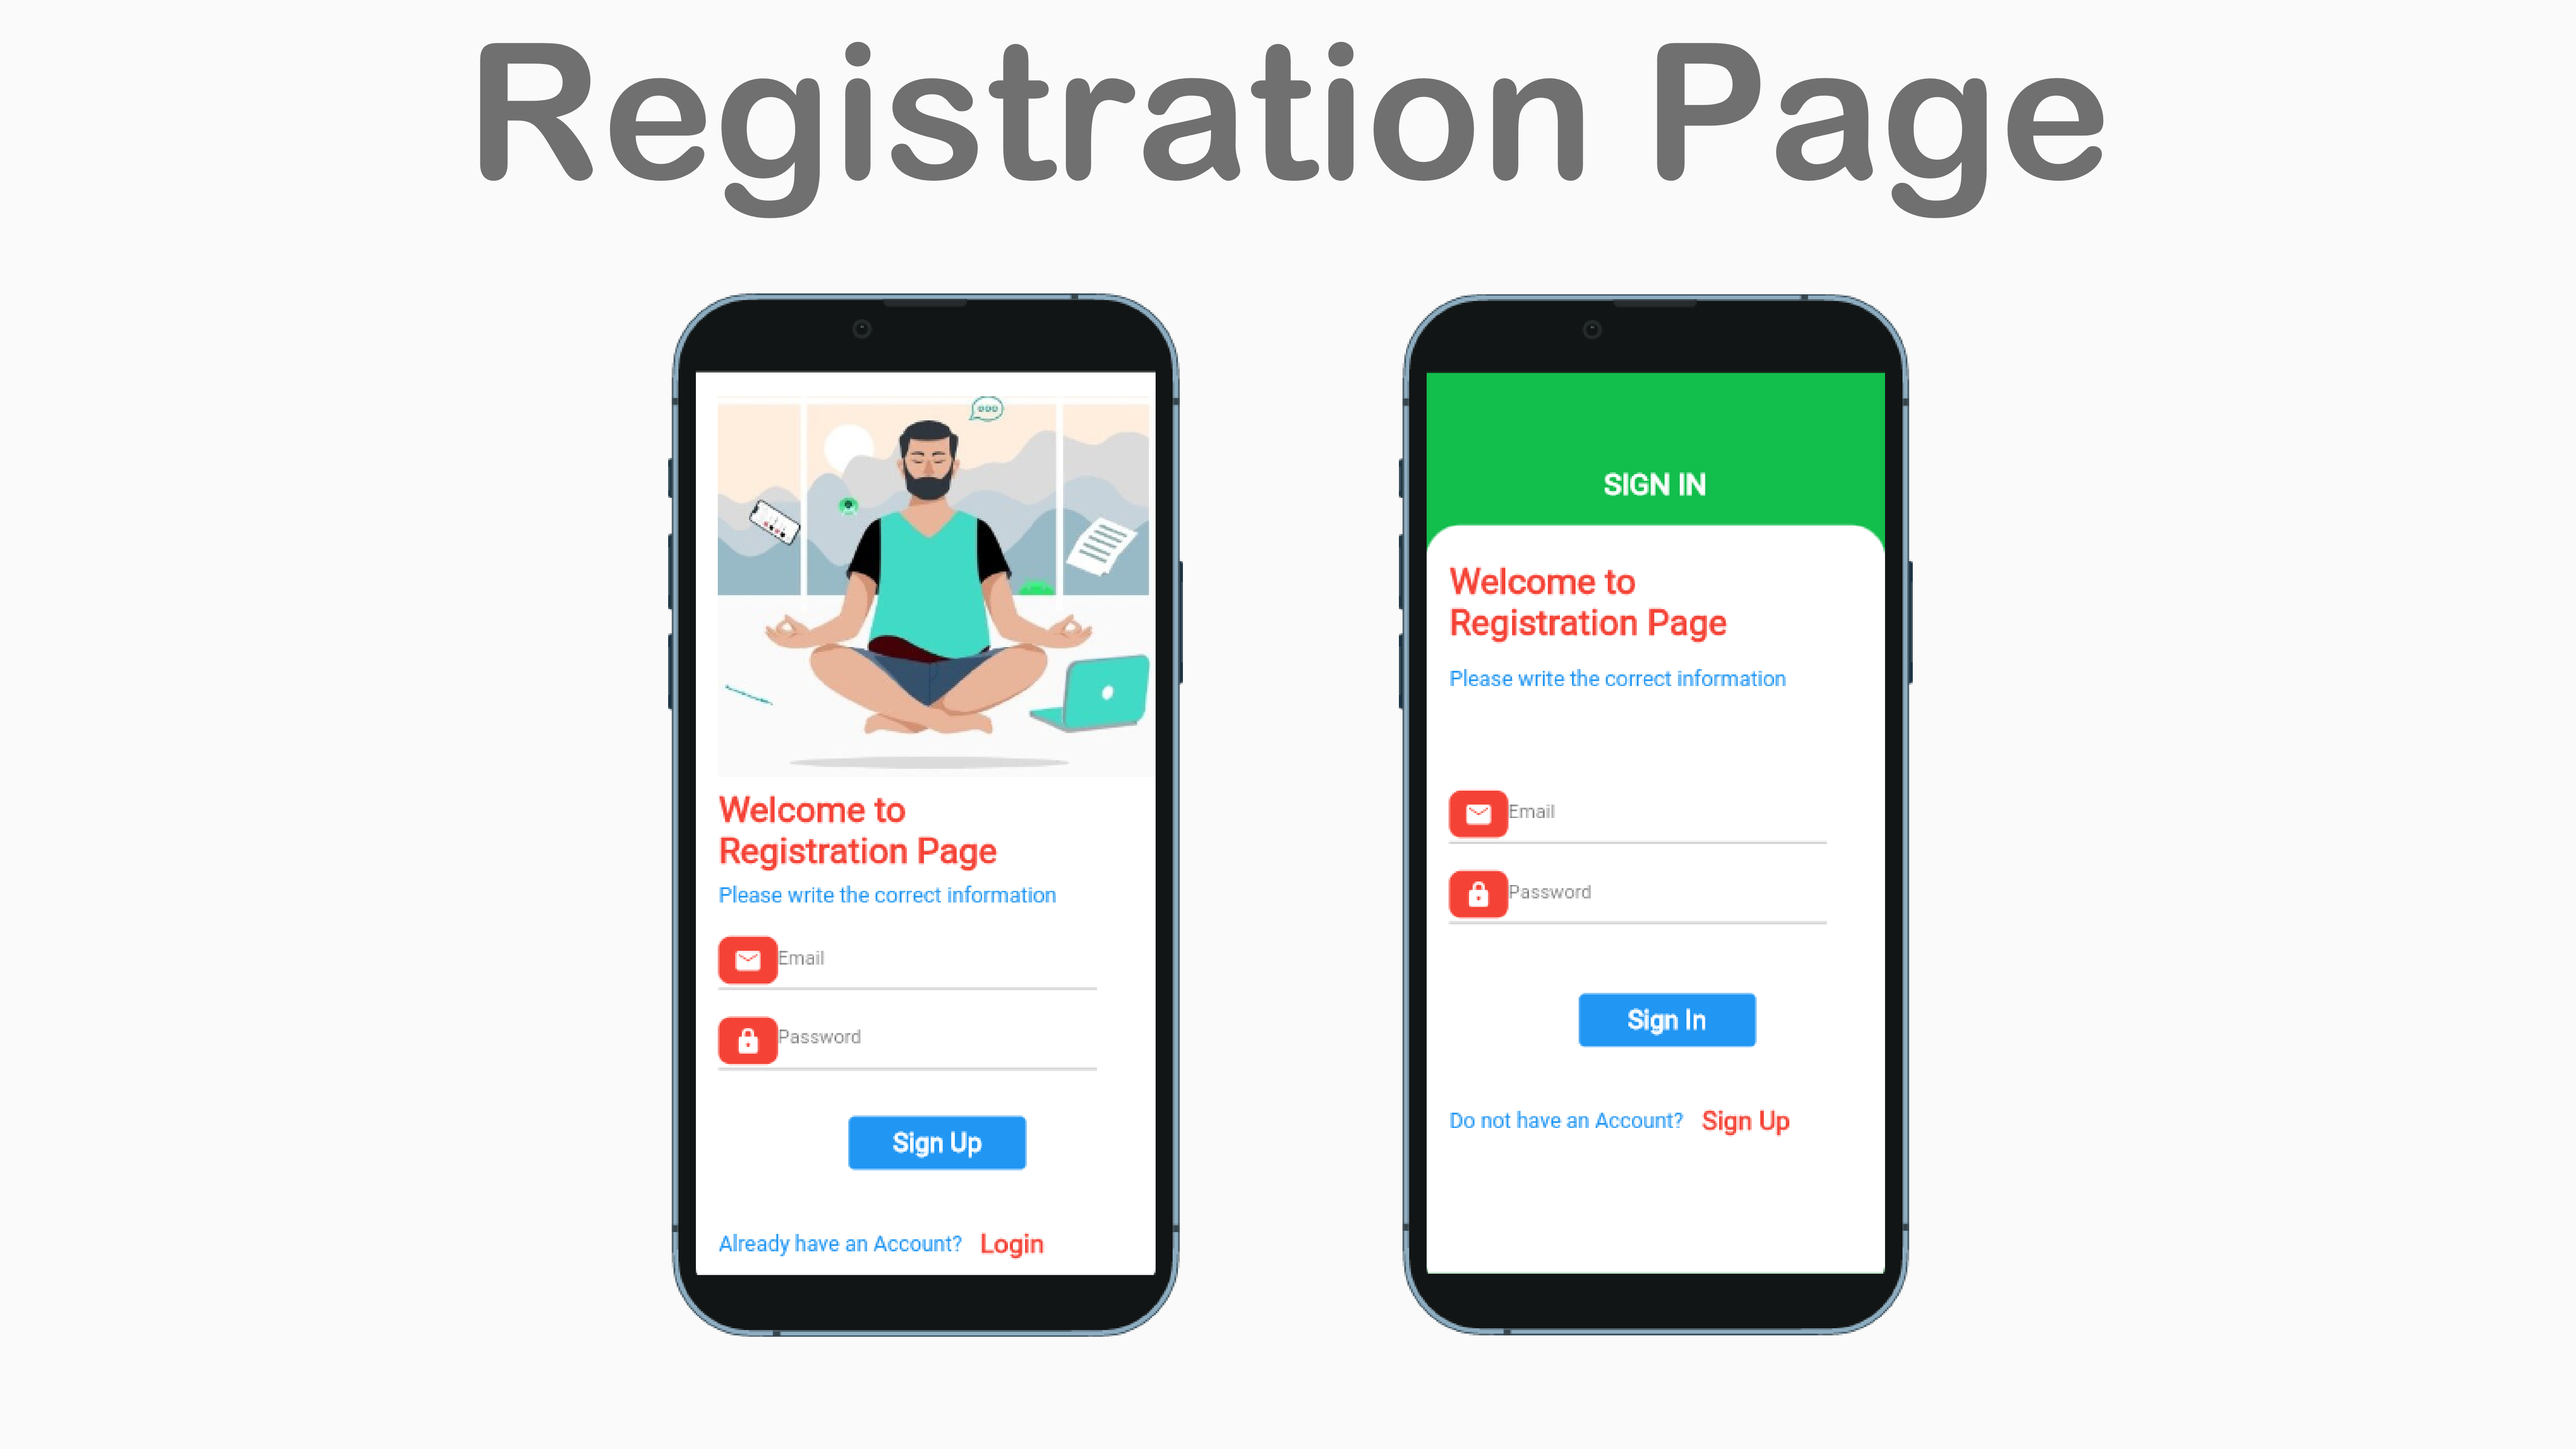 Registration Page
Welcome to
Registration Page
Please write the correct information
Email
Password
Sign Up
Already have an Account? Login
SIGN IN
Welcome to
Registration Page
Please write the correct information
Email
Password
Sign In
Do not have an Account? Sign Up